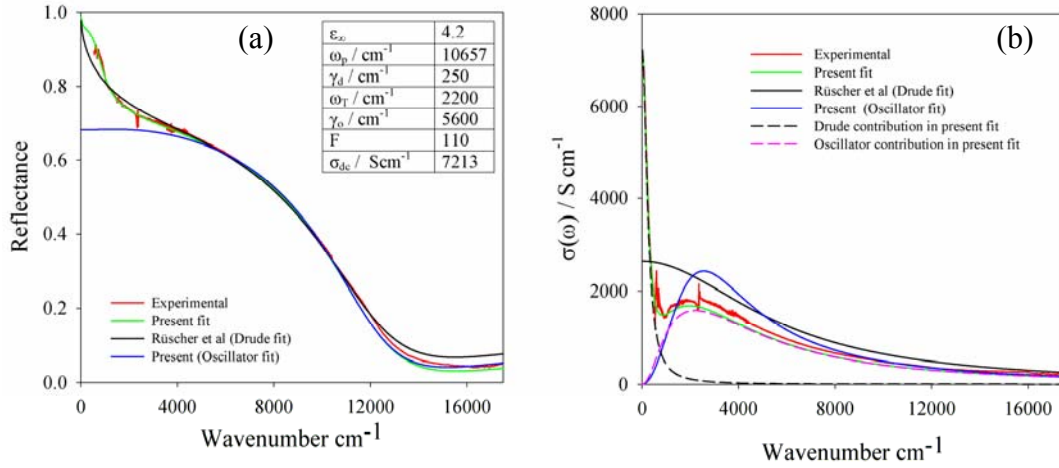 (a)
ε∞ 4.2
ωp / cm-1 10657
γd / cm-1 250
ωT / cm-1 2200
γo / cm-1 5600
F 110
σdc / Scm-1 7213
1.0
0.8
0.6
0.4
0.2
0.0
Reflectance
Experimental
Present fit
Rüscher et al (Drude fit)
Present (Oscillator fit)
0 4000 8000 12000 16000
Wavenumber cm-1
(b)
8000
6000
4000
2000
0
σ(ω) / S cm-1
Experimental
Present fit
Rüscher et al (Drude fit)
Present (Oscillator fit)
Drude contribution in present fit
Oscillator contribution in present fit
0 4000 8000 12000 16000
Wavenumber cm-1